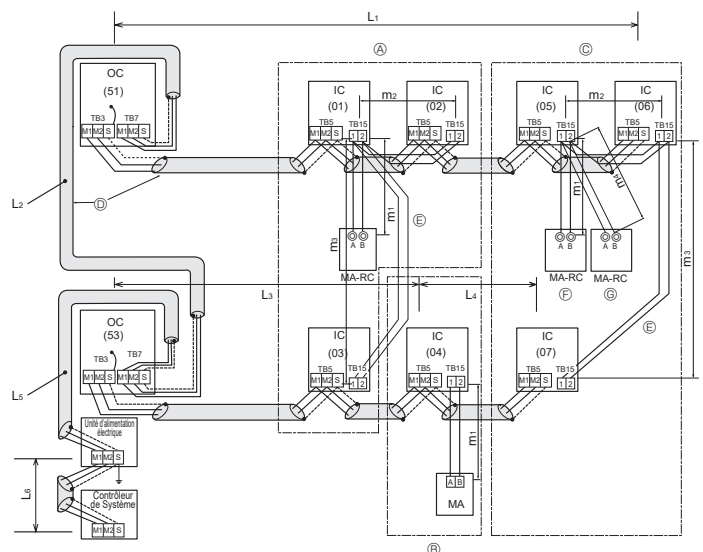 L1
Ⓐ
Ⓒ
OC
(51)
TB3
TB7
M1 M2 S
M1 M2 S
IC
(01)
TB5
TB15
M1 M2 S
1 2
m2
IC
(02)
TB5
TB15
M1 M2 S
1 2
IC
(05)
TB5
TB15
M1 M2 S
1 2
m2
IC
(06)
TB5
TB15
M1 M2 S
1 2
L2
Ⓓ
m3
m1
Ⓔ
A B
MA-RC
m1
m4
A B
MA-RC
Ⓕ
A B
MA-RC
Ⓖ
m3
Ⓔ
L3
L4
OC
(53)
TB3
TB7
M1 M2 S
M1 M2 S
IC
(03)
TB5
TB15
M1 M2 S
1 2
IC
(04)
TB5
TB15
M1 M2 S
1 2
IC
(07)
TB5
TB15
M1 M2 S
1 2
L5
Unité d'alimentation
électrique
M1 M2 S
L6
Contrôleur
de Système
M1 M2 S
m1
A B
MA
Ⓑ